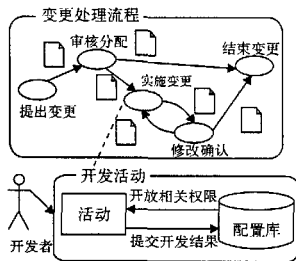 变更处理流程
审核分配
结束变更
实施变更
提出变更
修改确认
开发活动
开放相关权限
活动
配置库
提交开发结果
开发者